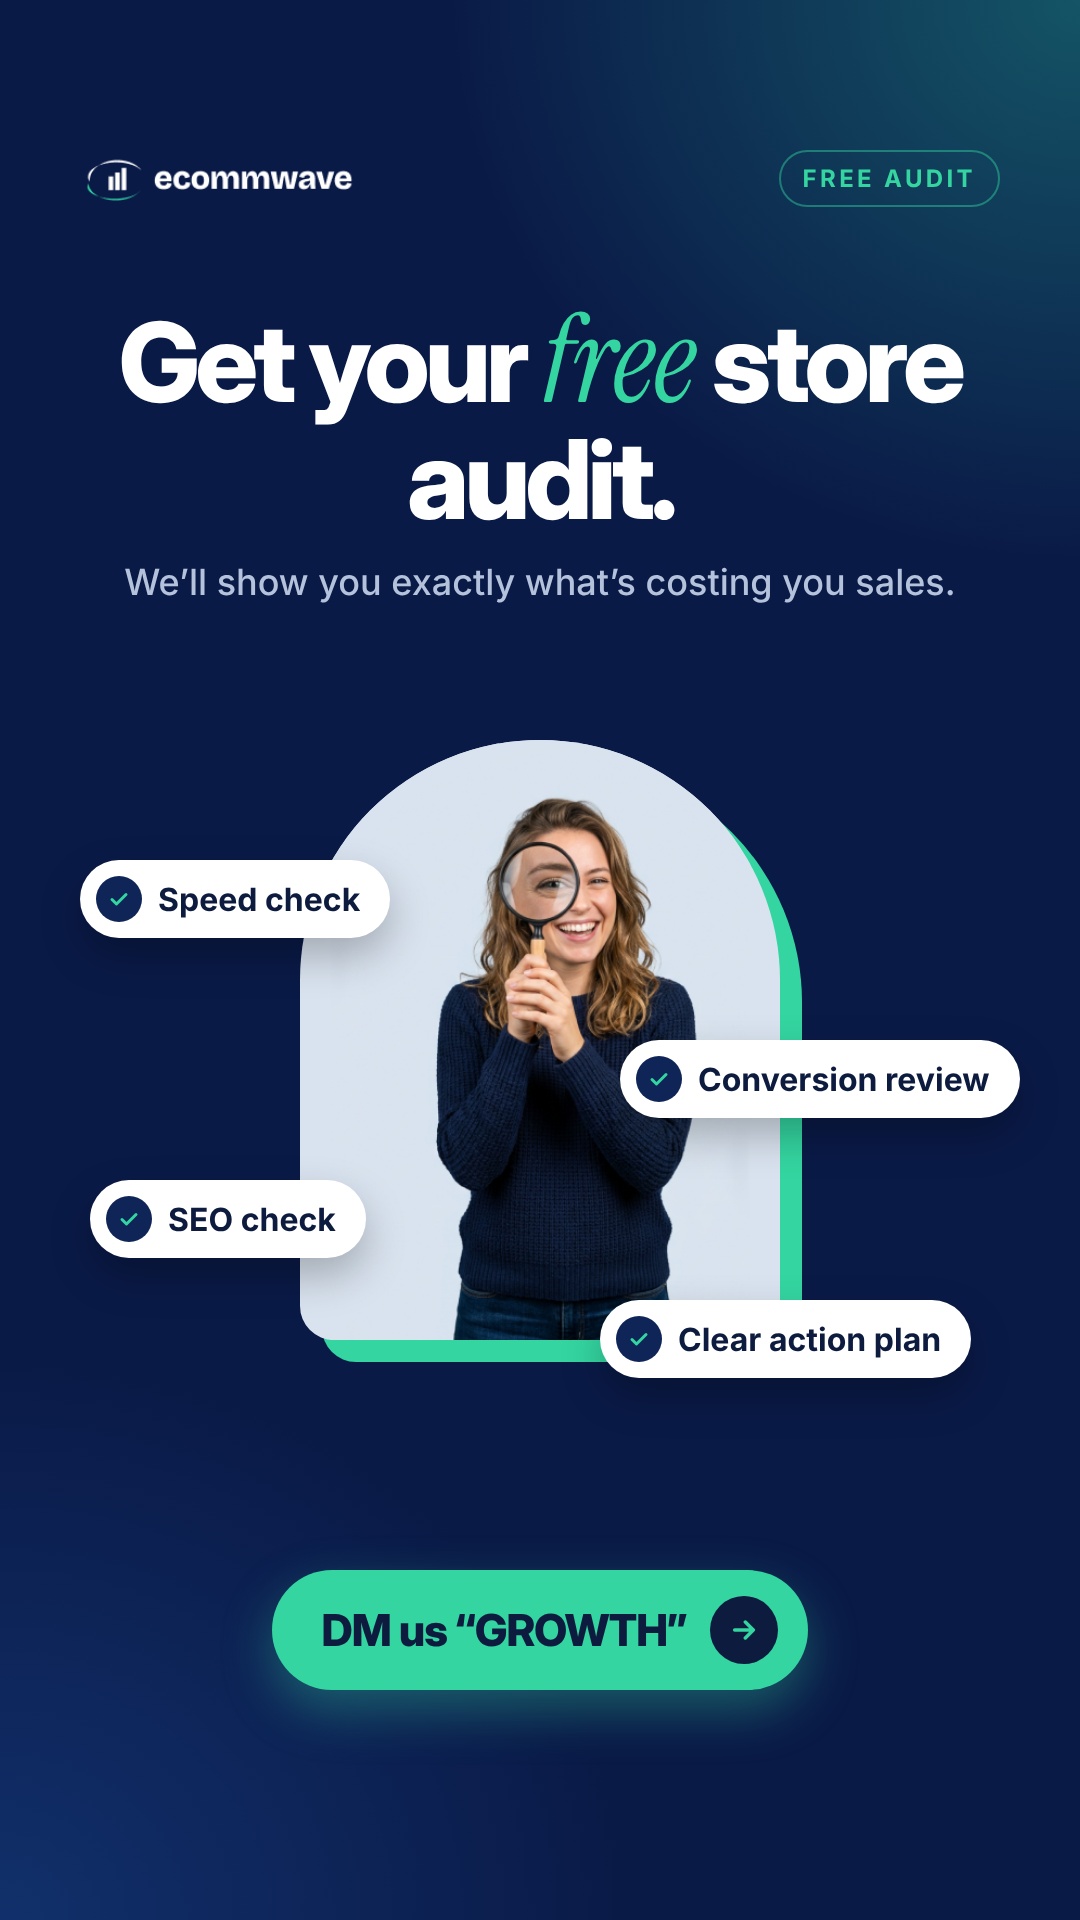 ecommwave
FREE AUDIT
Get your free store
audit.
We’ll show you exactly what’s costing you sales.
Speed check
Conversion review
SEO check
Clear action plan
DM us “GROWTH”